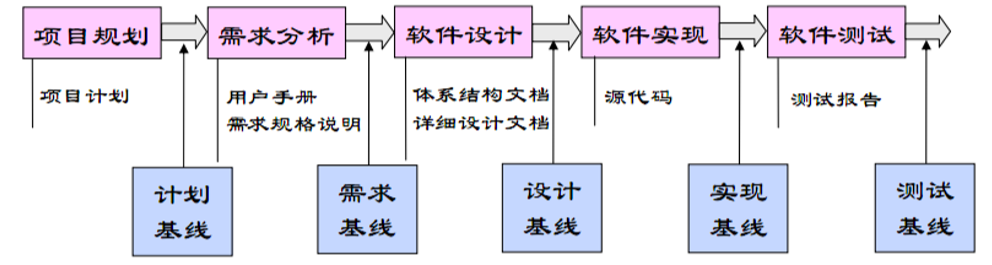 项目规划
需求分析
软件设计
软件实现
软件测试
项目计划
用户手册
需求规格说明
体系结构文档
详细设计文档
源代码
测试报告
计划
基线
需求
基线
设计
基线
实现
基线
测试
基线